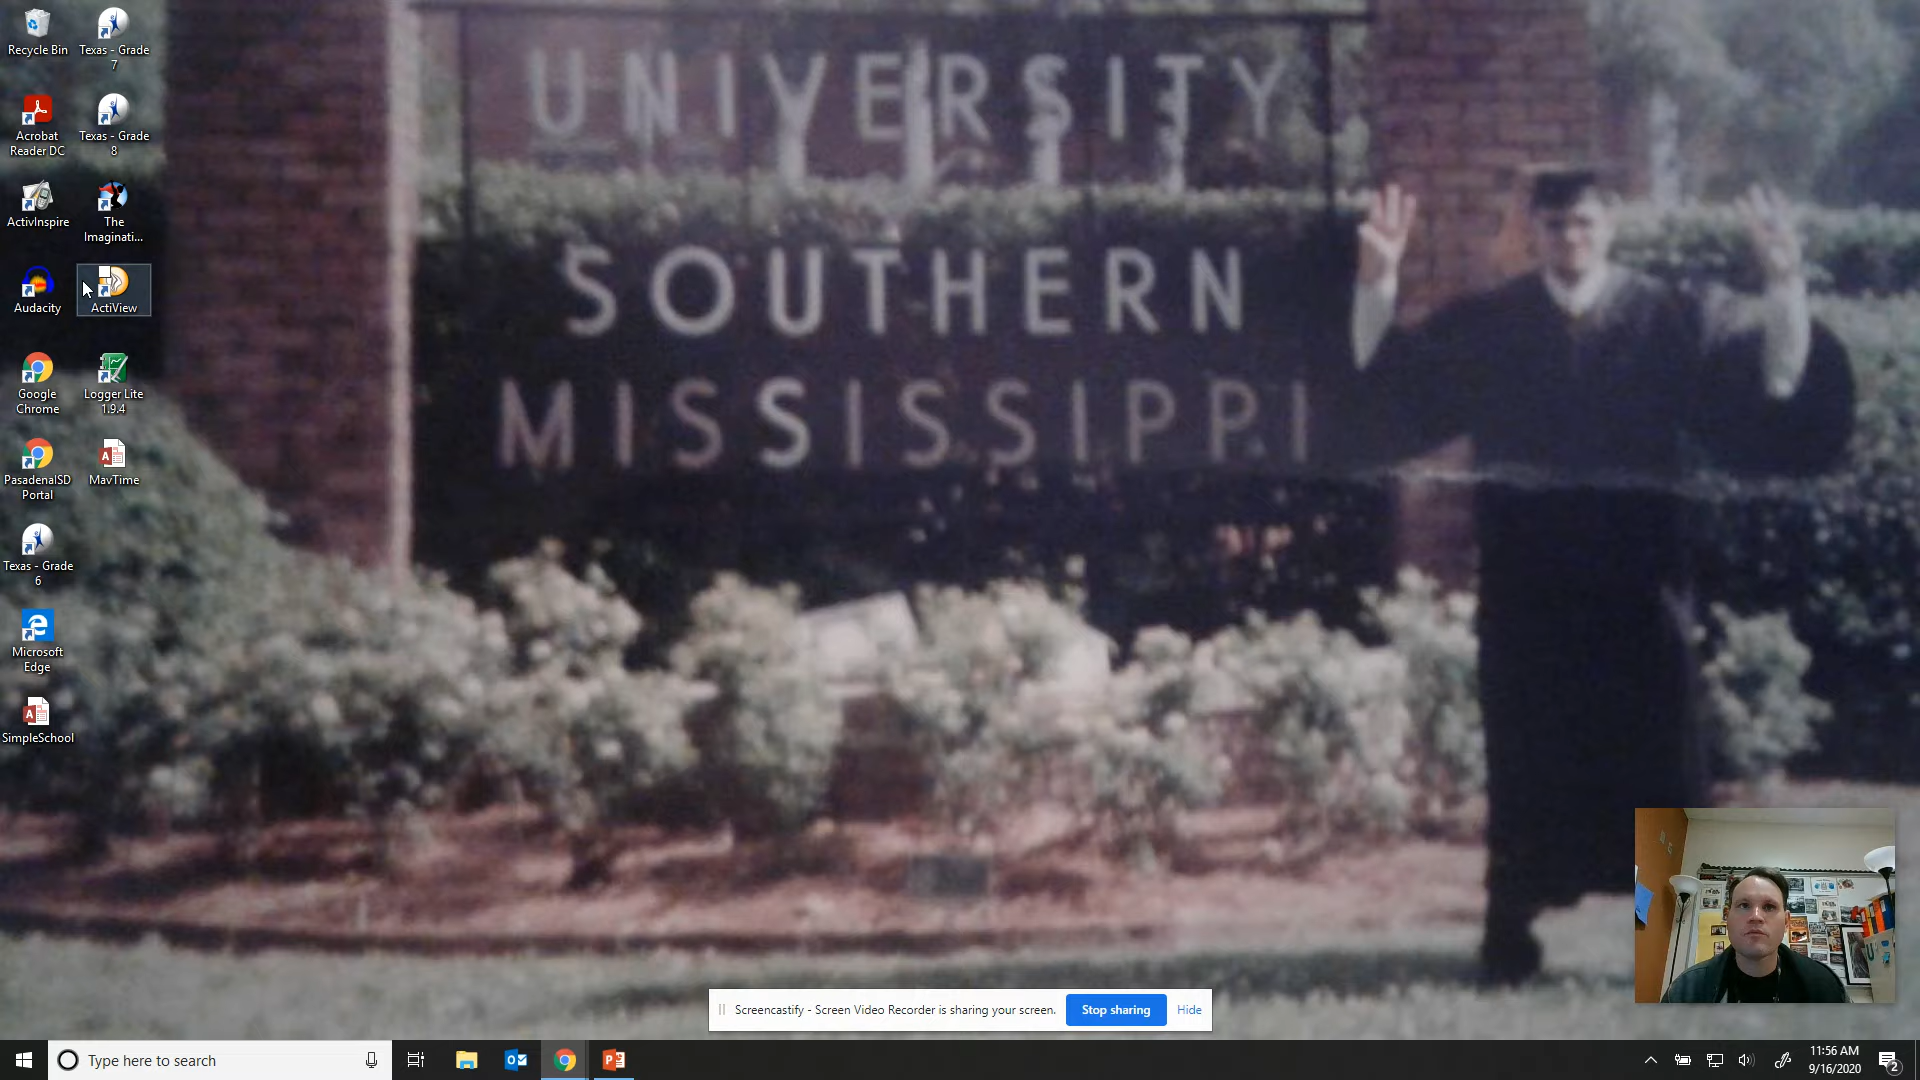 Recycle Bin
Texas - Grade
7
Acrobat
Reader DC
Texas - Grade
8
ActivInspire
The
Imaginati...
Audacity
ActiView
Google
Chrome
Logger Lite
1.9.4
PasadenaISD
Portal
MavTime
Texas - Grade
6
Microsoft
Edge
SimpleSchool
UNIVERSITY
SOUTHERN
MISSISSIPPI
Screencastify - Screen Video Recorder is sharing your screen.
Stop sharing
Hide
Type here to search
11:56 AM
9/16/2020
2